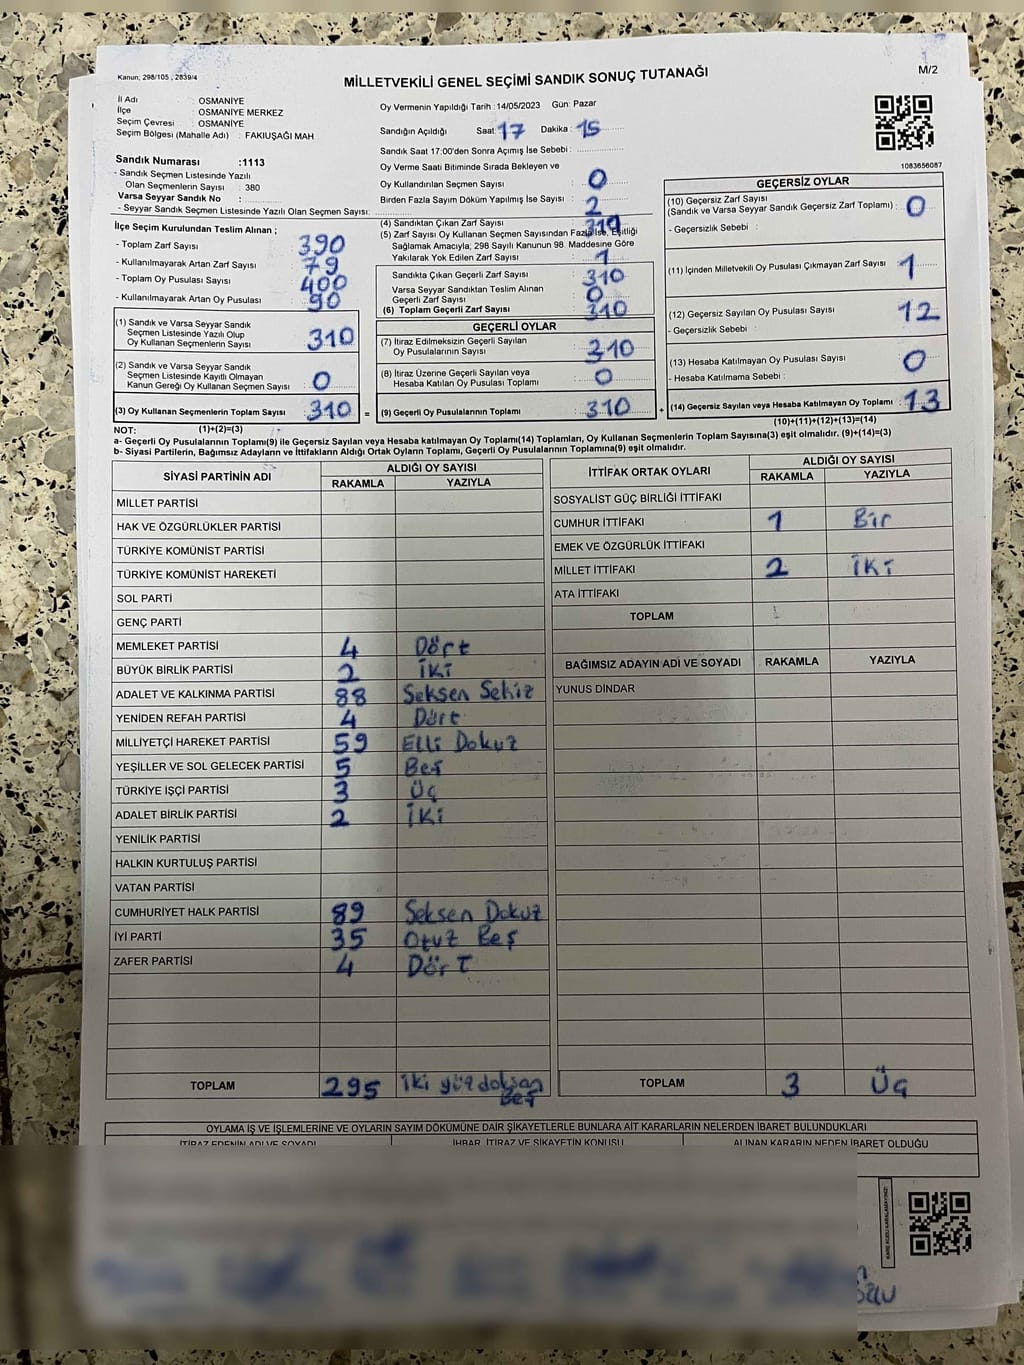 Kanun; 298/105 , 2839/4
MİLLETVEKİLİ GENEL SEÇİMİ SANDIK SONUÇ TUTANAĞI
M/2
İl Adı : OSMANİYE
İlçe : OSMANİYE MERKEZ
Seçim Çevresi : OSMANİYE
Seçim Bölgesi (Mahalle Adı) : FAKIUŞAĞI MAH
Sandık Numarası :1113
- Sandık Seçmen Listesinde Yazılı
Olan Seçmenlerin Sayısı : 380
Varsa Seyyar Sandık No :
- Seyyar Sandık Seçmen Listesinde Yazılı Olan Seçmen Sayısı:
Oy Vermenin Yapıldığı Tarih :14/05/2023 Gün: Pazar
Sandığın Açıldığı Saat: 17 Dakika : 15
Sandık Saat 17:00'den Sonra Açımış İse Sebebi :
Oy Verme Saati Bitiminde Sırada Bekleyen ve
Oy Kullandırılan Seçmen Sayısı : 0
Birden Fazla Sayım Döküm Yapılmış İse Sayısı : 2
1083656087
İlçe Seçim Kurulundan Teslim Alınan ;
- Toplam Zarf Sayısı : 390
- Kullanılmayarak Artan Zarf Sayısı : 79
- Toplam Oy Pusulası Sayısı : 400
- Kullanılmayarak Artan Oy Pusulası : 90
(1) Sandık ve Varsa Seyyar Sandık
Seçmen Listesinde Yazılı Olup
Oy Kullanan Seçmenlerin Sayısı : 310
(2) Sandık ve Varsa Seyyar Sandık
Seçmen Listesinde Kayıtlı Olmayan
Kanun Gereği Oy Kullanan Seçmen Sayısı : 0
(3) Oy Kullanan Seçmenlerin Toplam Sayısı : 310 =
(1)+(2)=(3)
(4) Sandıktan Çıkan Zarf Sayısı :
(5) Zarf Sayısı Oy Kullanan Seçmen Sayısından Fazla İse, Eşitliği
Sağlamak Amacıyla; 298 Sayılı Kanunun 98. Maddesine Göre
Yakılarak Yok Edilen Zarf Sayısı : 1
Sandıkta Çıkan Geçerli Zarf Sayısı : 310
Varsa Seyyar Sandıktan Teslim Alınan
Geçerli Zarf Sayısı : 0
(6) Toplam Geçerli Zarf Sayısı : 310
GEÇERLİ OYLAR
(7) İtiraz Edilmeksizin Geçerli Sayılan
Oy Pusulalarının Sayısı : 310
(8) İtiraz Üzerine Geçerli Sayılan veya
Hesaba Katılan Oy Pusulası Toplamı : 0
(9) Geçerli Oy Pusulalarının Toplamı : 310 +
GEÇERSİZ OYLAR
(10) Geçersiz Zarf Sayısı
(Sandık ve Varsa Seyyar Sandık Geçersiz Zarf Toplamı) : 0
- Geçersizlik Sebebi :
(11) İçinden Milletvekili Oy Pusulası Çıkmayan Zarf Sayısı : 1
(12) Geçersiz Sayılan Oy Pusulası Sayısı : 12
- Geçersizlik Sebebi :
(13) Hesaba Katılmayan Oy Pusulası Sayısı : 0
- Hesaba Katılmama Sebebi :
(14) Geçersiz Sayılan veya Hesaba Katılmayan Oy Toplamı : 13
(10)+(11)+(12)+(13)=(14)
NOT:
a- Geçerli Oy Pusulalarının Toplamı(9) ile Geçersiz Sayılan veya Hesaba katılmayan Oy Toplamı(14) Toplamları, Oy Kullanan Seçmenlerin Toplam Sayısına(3) eşit olmalıdır. (9)+(14)=(3)
b- Siyasi Partilerin, Bağımsız Adayların ve İttifakların Aldığı Ortak Oyların Toplamı, Geçerli Oy Pusulalarının Toplamına(9) eşit olmalıdır.
SİYASİ PARTİNİN ADI ALDIĞI OY SAYISI
RAKAMLA YAZIYLA
MİLLET PARTİSİ
HAK VE ÖZGÜRLÜKLER PARTİSİ
TÜRKİYE KOMÜNİST PARTİSİ
TÜRKİYE KOMÜNİST HAREKETİ
SOL PARTİ
GENÇ PARTİ
MEMLEKET PARTİSİ 4 Dört
BÜYÜK BİRLİK PARTİSİ 2 İki
ADALET VE KALKINMA PARTİSİ 88 Seksen Sekiz
YENİDEN REFAH PARTİSİ 4 Dört
MİLLİYETÇİ HAREKET PARTİSİ 59 Elli Dokuz
YEŞİLLER VE SOL GELECEK PARTİSİ 5 Beş
TÜRKİYE İŞÇİ PARTİSİ 3 Üç
ADALET BİRLİK PARTİSİ 2 İki
YENİLİK PARTİSİ
HALKIN KURTULUŞ PARTİSİ
VATAN PARTİSİ
CUMHURİYET HALK PARTİSİ 89 Seksen Dokuz
İYİ PARTİ 35 Otuz Beş
ZAFER PARTİSİ 4 Dört
TOPLAM 295 İki yüz doksan
Beş
İTTİFAK ORTAK OYLARI ALDIĞI OY SAYISI
RAKAMLA YAZIYLA
SOSYALİST GÜÇ BİRLİĞİ İTTİFAKI
CUMHUR İTTİFAKI 1 Bir
EMEK VE ÖZGÜRLÜK İTTİFAKI
MİLLET İTTİFAKI 2 İki
ATA İTTİFAKI
TOPLAM
BAĞIMSIZ ADAYIN ADI VE SOYADI RAKAMLA YAZIYLA
YUNUS DİNDAR
TOPLAM 3 Üç
OYLAMA İŞ VE İŞLEMLERİNE VE OYLARIN SAYIM DÖKÜMÜNE DAİR ŞİKAYETLERLE BUNLARA AİT KARARLARIN NELERDEN İBARET BULUNDUKLARI
İTİRAZ EDENİN ADI VE SOYADI İHBAR, İTİRAZ VE ŞİKAYETİN KONUSU ALINAN KARARIN NEDEN İBARET OLDUĞU